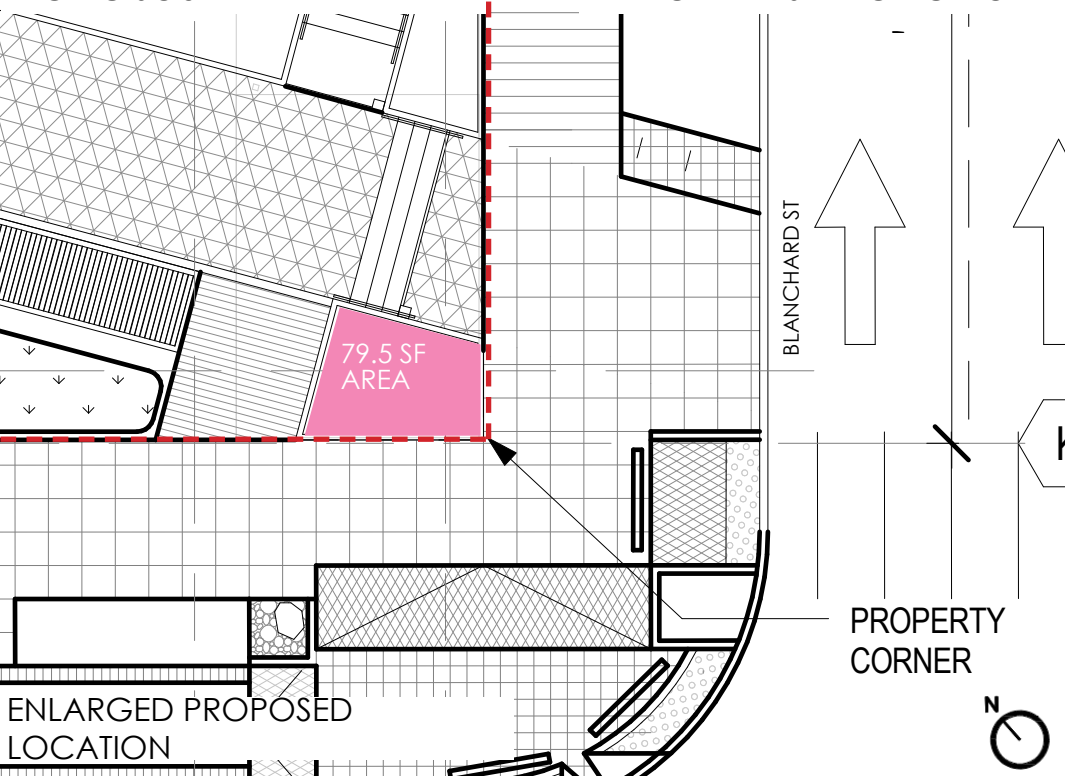 BLANCHARD ST
79.5 SF
AREA
K
PROPERTY
CORNER
ENLARGED PROPOSED
LOCATION
N